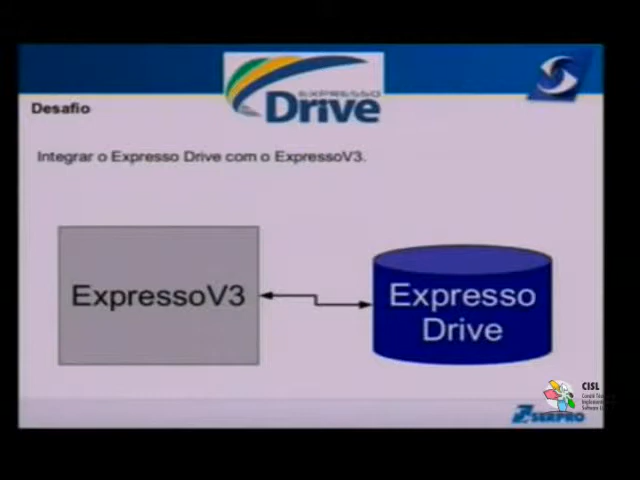 EXPRESSO
Drive
Desafio
Integrar o Expresso Drive com o ExpressoV3.
ExpressoV3
Expresso
Drive
CISL
SERPRO